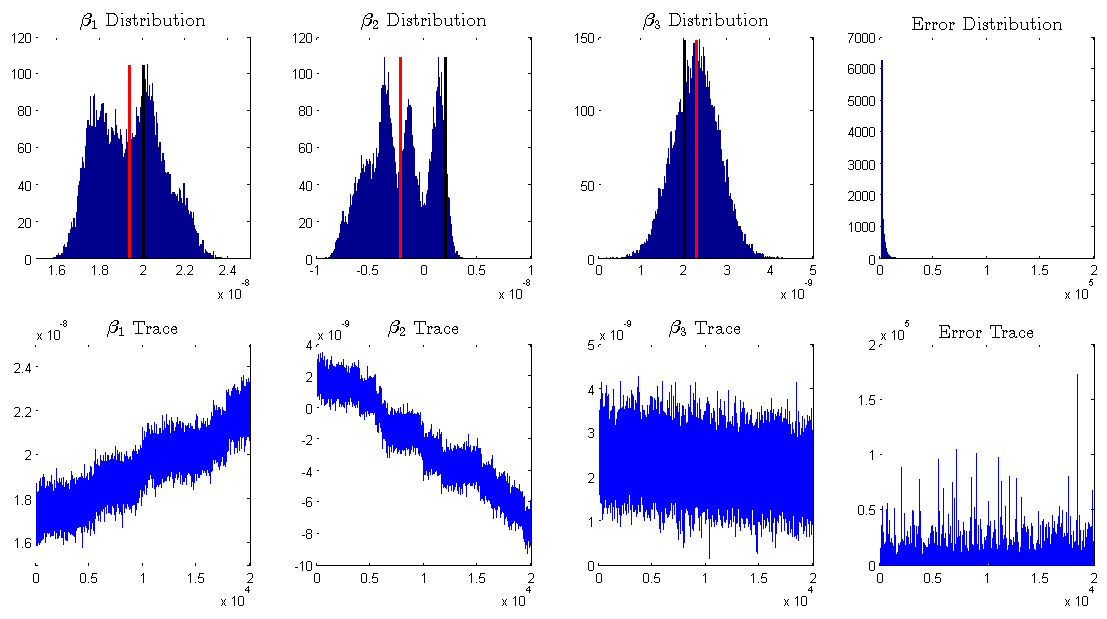 β1 Distribution
β2 Distribution
β3 Distribution
Error Distribution
120
100
80
60
40
20
0
1.6 1.8 2 2.2 2.4
x 10-8
120
100
80
60
40
20
0
-1 -0.5 0 0.5 1
x 10-8
150
100
50
0
0 1 2 3 4 5
x 10-9
7000
6000
5000
4000
3000
2000
1000
0
0 0.5 1 1.5 2
x 105
β1 Trace
β2 Trace
β3 Trace
Error Trace
x 10-8
2.4
2.2
2
1.8
1.6
0 0.5 1 1.5 2
x 104
x 10-9
4
2
0
-2
-4
-6
-8
-10
0 0.5 1 1.5 2
x 104
x 10-9
5
4
3
2
1
0
0 0.5 1 1.5 2
x 104
x 105
2
1.5
1
0.5
0
0 0.5 1 1.5 2
x 104